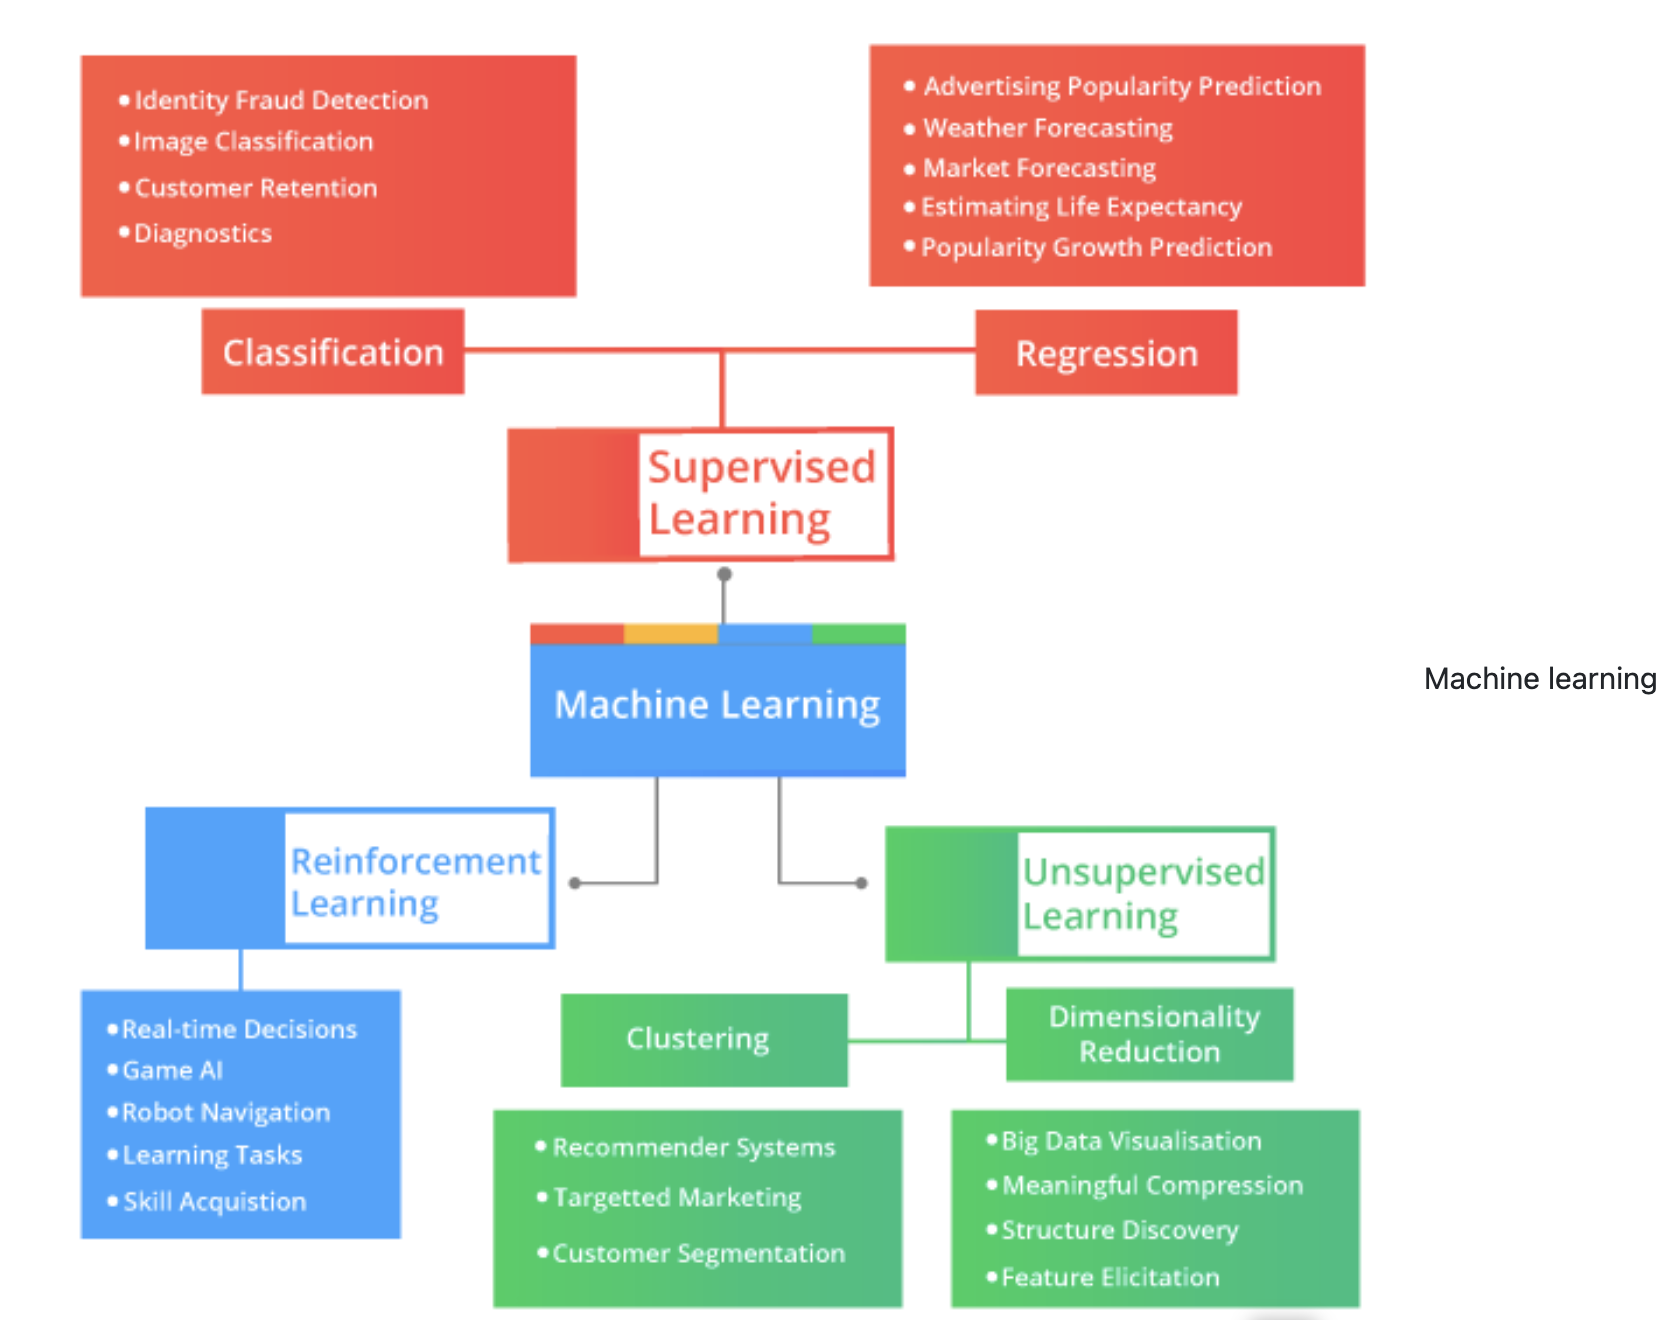 • Identity Fraud Detection
• Image Classification
• Customer Retention
• Diagnostics
• Advertising Popularity Prediction
• Weather Forecasting
• Market Forecasting
• Estimating Life Expectancy
• Popularity Growth Prediction
Classification
Regression
Supervised
Learning
Machine Learning
Machine learning
Reinforcement
Learning
Unsupervised
Learning
• Real-time Decisions
• Game AI
• Robot Navigation
• Learning Tasks
• Skill Acquistion
Clustering
Dimensionality
Reduction
• Recommender Systems
• Targetted Marketing
• Customer Segmentation
• Big Data Visualisation
• Meaningful Compression
• Structure Discovery
• Feature Elicitation